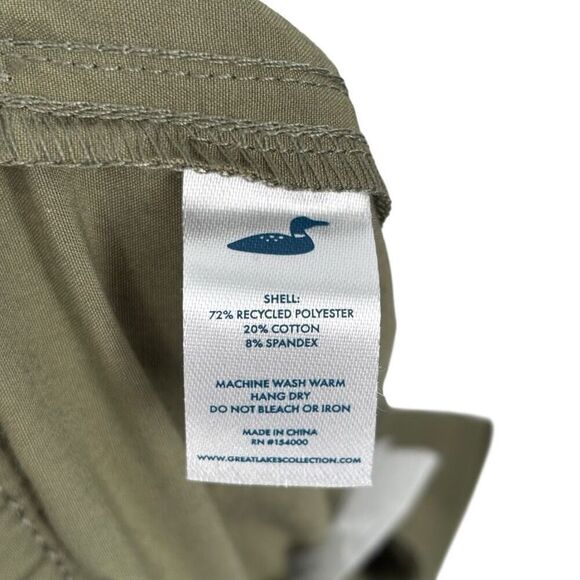 SHELL:
72% RECYCLED POLYESTER
20% COTTON
8% SPANDEX
MACHINE WASH WARM
HANG DRY
DO NOT BLEACH OR IRON
MADE IN CHINA
RN #154000
WWW.GREATLAKESCOLLECTION.COM